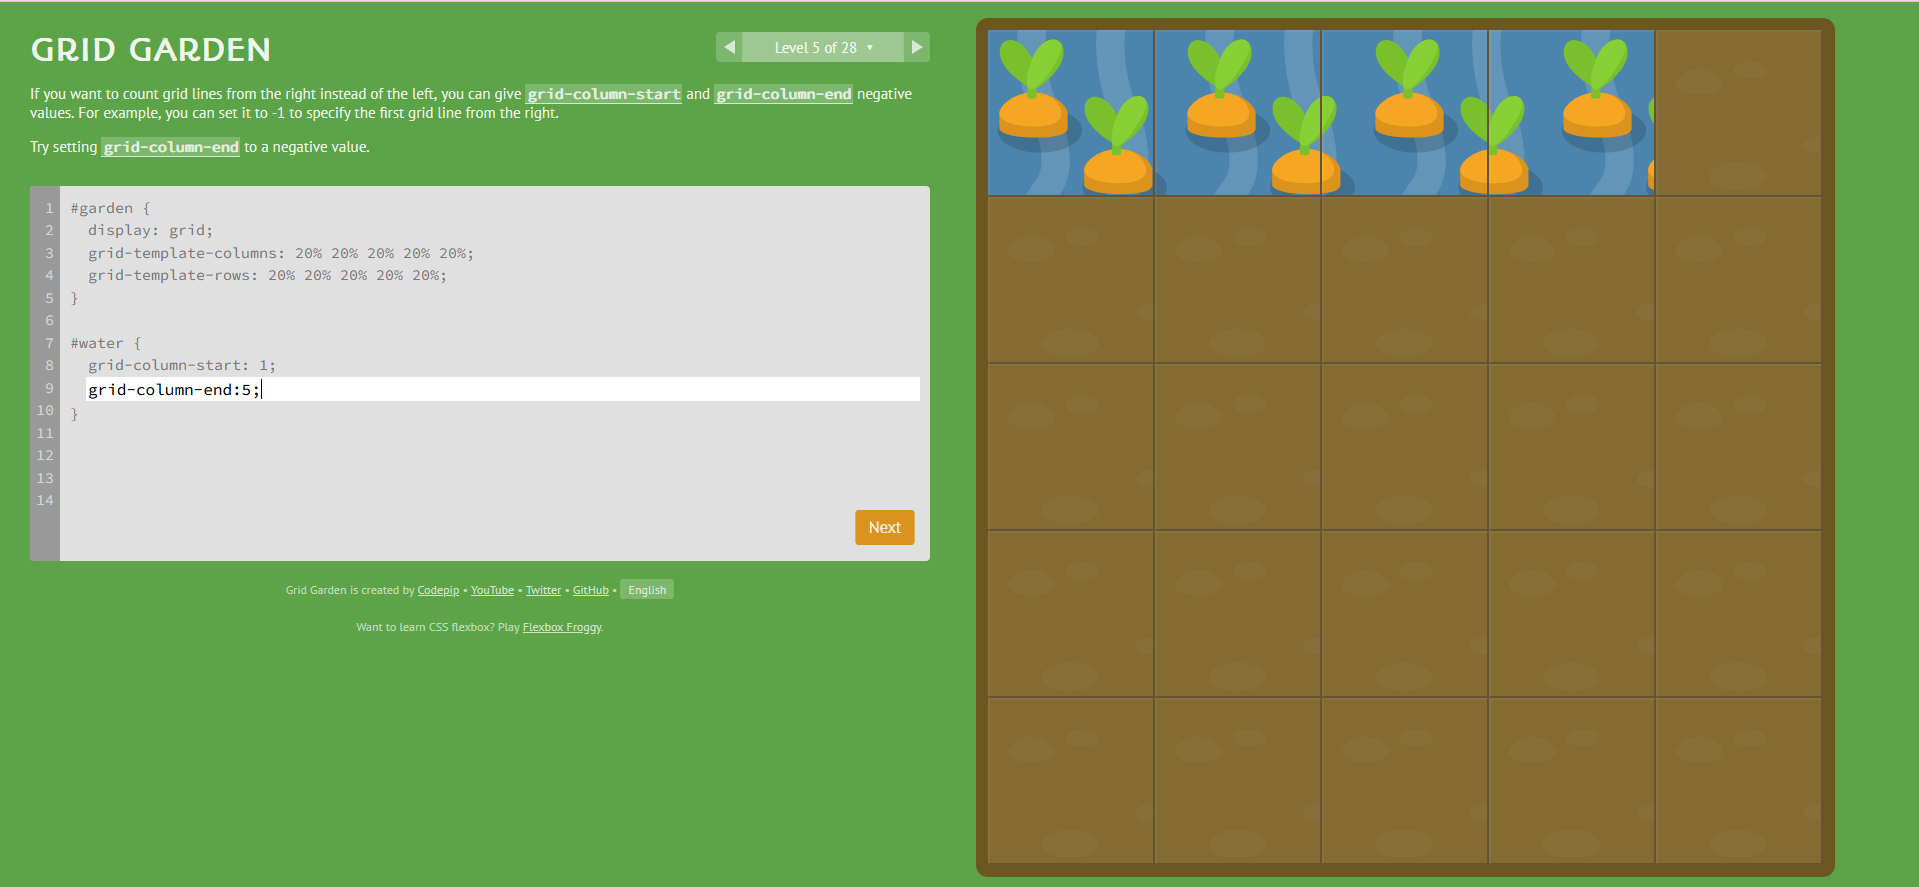 GRID GARDEN
◀ Level 5 of 28 ▼ ▶
If you want to count grid lines from the right instead of the left, you can give grid-column-start and grid-column-end negative
values. For example, you can set it to -1 to specify the first grid line from the right.
Try setting grid-column-end to a negative value.
1 #garden {
2 display: grid;
3 grid-template-columns: 20% 20% 20% 20% 20%;
4 grid-template-rows: 20% 20% 20% 20% 20%;
5 }
6
7 #water {
8 grid-column-start: 1;
9 grid-column-end:5;
10 }
11
12
13
14
Next
Grid Garden is created by Codepip • YouTube • Twitter • GitHub • English
Want to learn CSS flexbox? Play Flexbox Froggy.